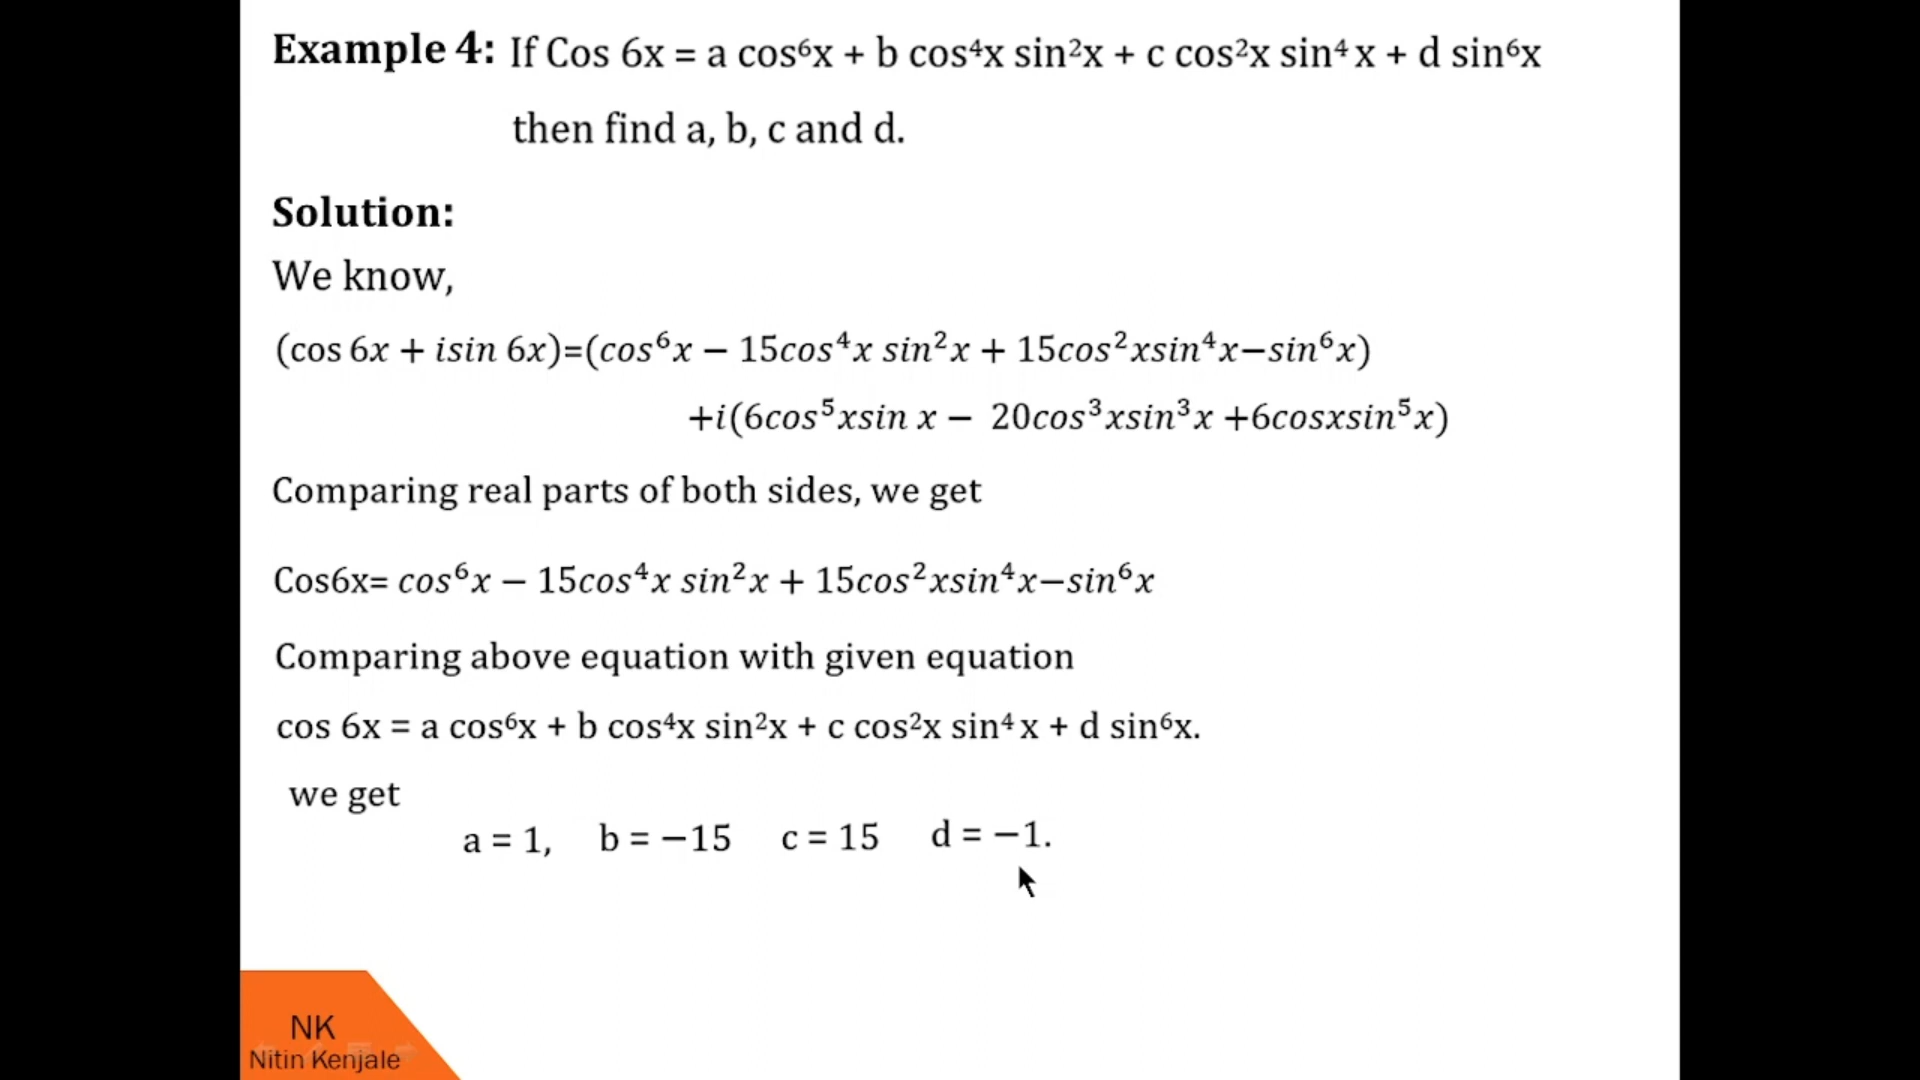 Example 4: If Cos 6x = a cos⁶x + b cos⁴x sin²x + c cos²x sin⁴ x + d sin⁶x
then find a, b, c and d.
Solution:
We know,
(cos 6x + isin 6x)=(cos⁶x − 15cos⁴x sin²x + 15cos²xsin⁴x−sin⁶x)
+i(6cos⁵xsin x − 20cos³xsin³x +6cosxsin⁵x)
Comparing real parts of both sides, we get
Cos6x= cos⁶x − 15cos⁴x sin²x + 15cos²xsin⁴x−sin⁶x
Comparing above equation with given equation
cos 6x = a cos⁶x + b cos⁴x sin²x + c cos²x sin⁴ x + d sin⁶x.
we get
a = 1, b = −15 c = 15 d = −1.
NK
Nitin Kenjale